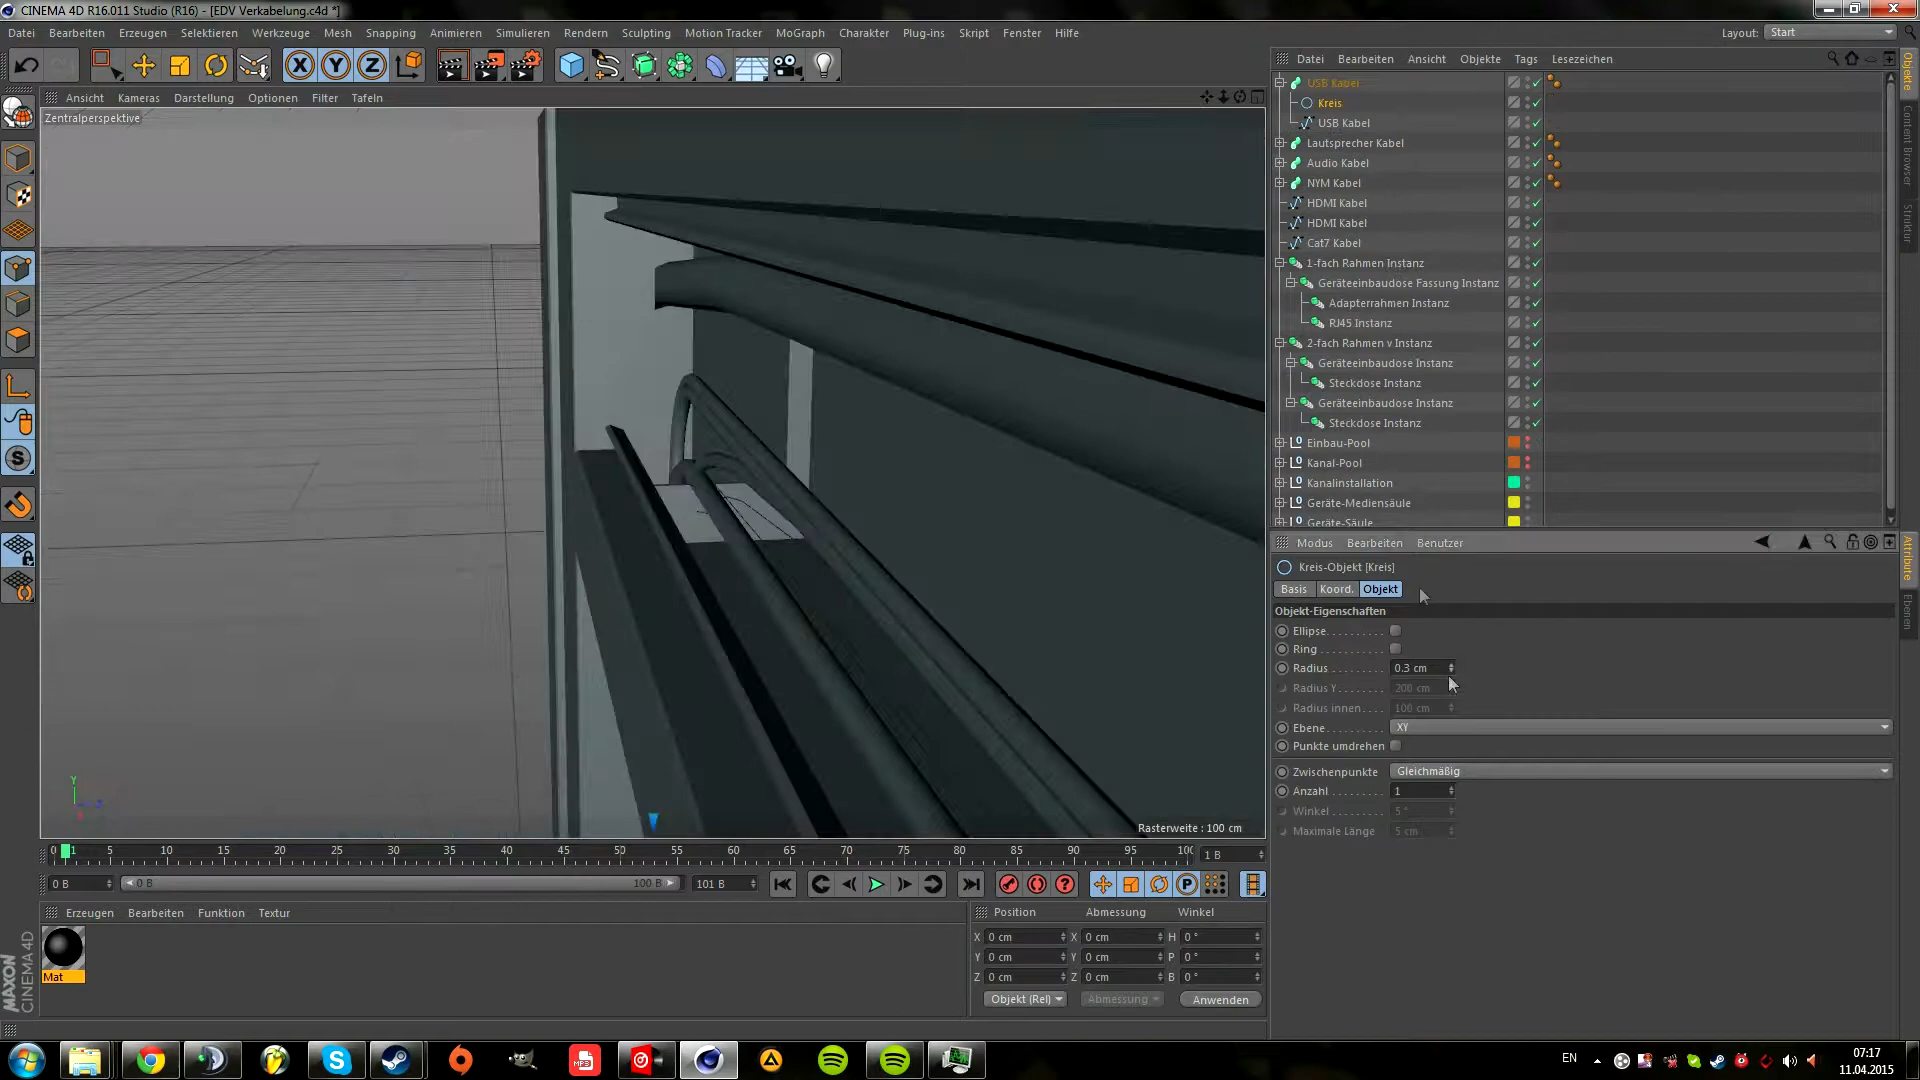 CINEMA 4D R16.011 Studio (R16) - [EDV Verkabelung.c4d *]
Datei Bearbeiten Erzeugen Selektieren Werkzeuge Mesh Snapping Animieren Simulieren Rendern Sculpting Motion Tracker MoGraph Charakter Plug-ins Skript Fenster Hilfe Layout: Start
X Y Z
Datei Bearbeiten Ansicht Objekte Tags Lesezeichen
Ansicht Kameras Darstellung Optionen Filter Tafeln
Zentralperspektive
USB Kabel
Kreis
USB Kabel
Lautsprecher Kabel
Audio Kabel
NYM Kabel
HDMI Kabel
HDMI Kabel
Cat7 Kabel
1-fach Rahmen Instanz
Geräteeinbaudose Fassung Instanz
Adapterrahmen Instanz
RJ45 Instanz
2-fach Rahmen v Instanz
Geräteeinbaudose Instanz
Steckdose Instanz
Geräteeinbaudose Instanz
Steckdose Instanz
Einbau-Pool
Kanal-Pool
Kanalinstallation
Geräte-Mediensäule
Geräte-Säule
Objekte
Content Browser
Struktur
Modus Bearbeiten Benutzer
Kreis-Objekt [Kreis]
Basis Koord. Objekt
Objekt-Eigenschaften
Ellipse
Ring
Radius 0.3 cm
Radius Y 200 cm
Radius innen 100 cm
Ebene XY
Punkte umdrehen
Zwischenpunkte Gleichmäßig
Anzahl 1
Winkel 5 °
Maximale Länge 5 cm
Attribute
Ebenen
Y
Rasterweite : 100 cm
0 1 5 10 15 20 25 30 35 40 45 50 55 60 65 70 75 80 85 90 95 100 1 B
0 B 0 B 100 B 101 B
Erzeugen Bearbeiten Funktion Textur
Mat
Position Abmessung Winkel
X 0 cm X 0 cm H 0 °
Y 0 cm Y 0 cm P 0 °
Z 0 cm Z 0 cm B 0 °
Objekt (Rel) Abmessung Anwenden
MAXON CINEMA 4D
MP3
EN
07:17
11.04.2015